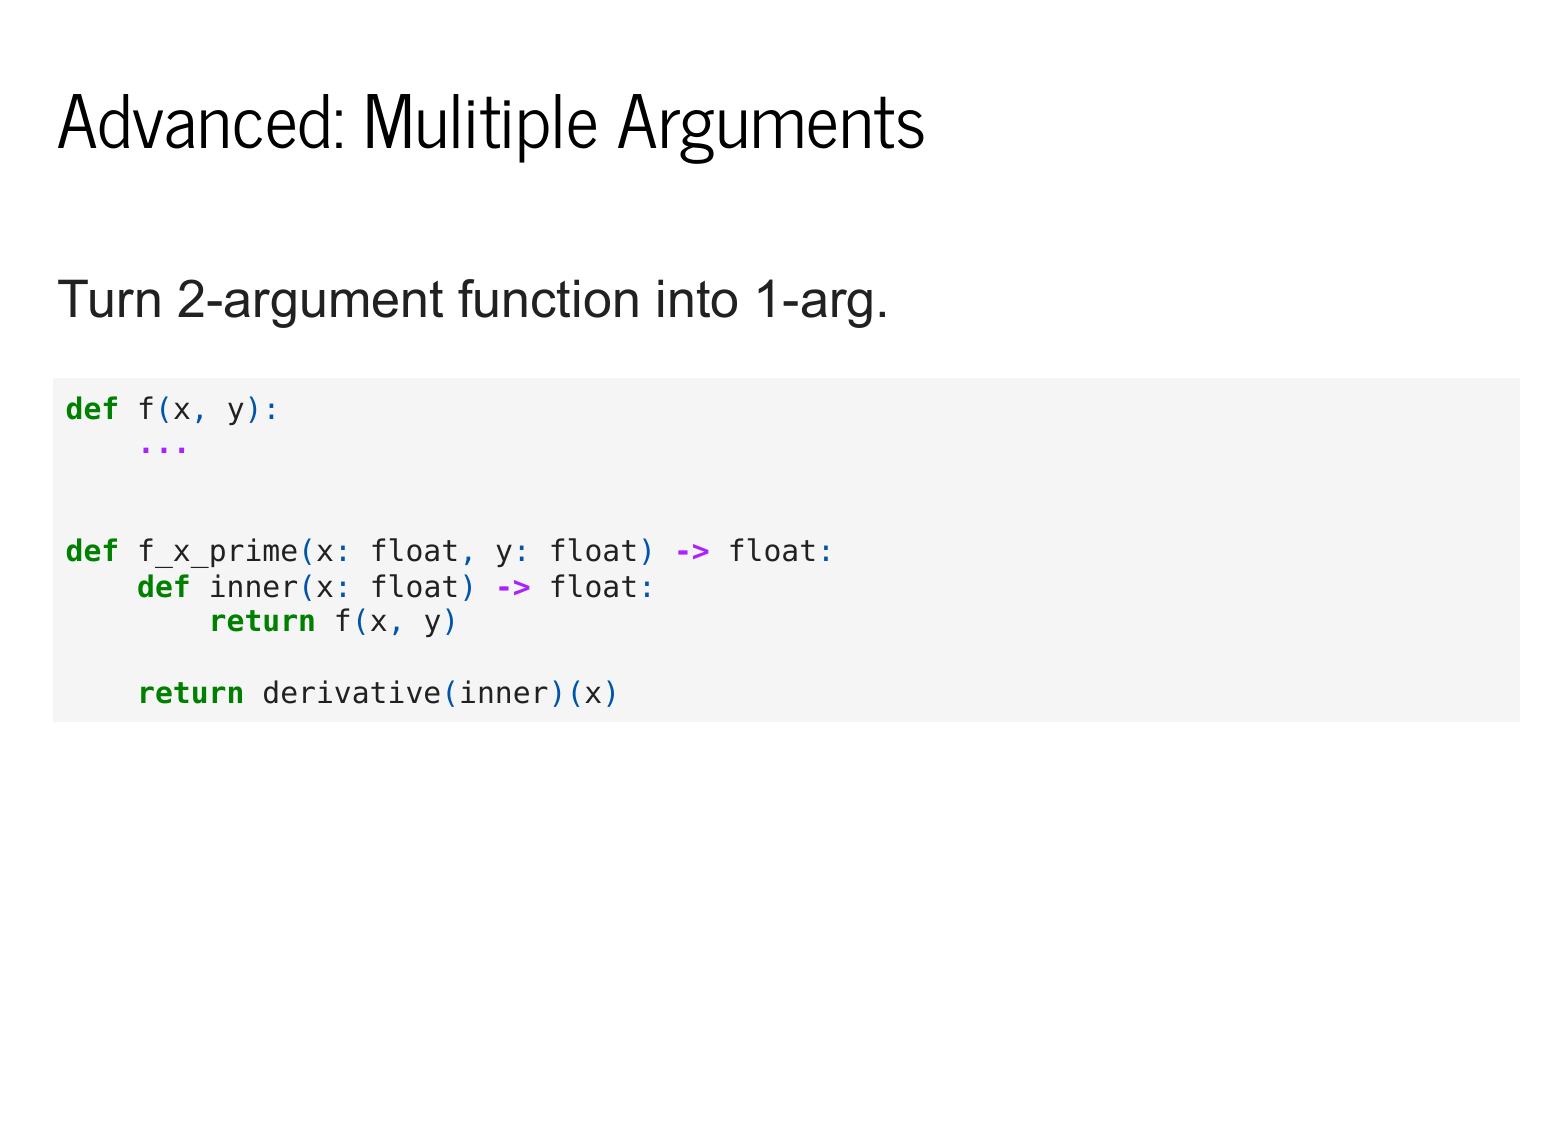 Advanced: Mulitiple Arguments
Turn 2-argument function into 1-arg.
def f(x, y):
    ...
def f_x_prime(x: float, y: float) -> float:
    def inner(x: float) -> float:
        return f(x, y)
    return derivative(inner)(x)